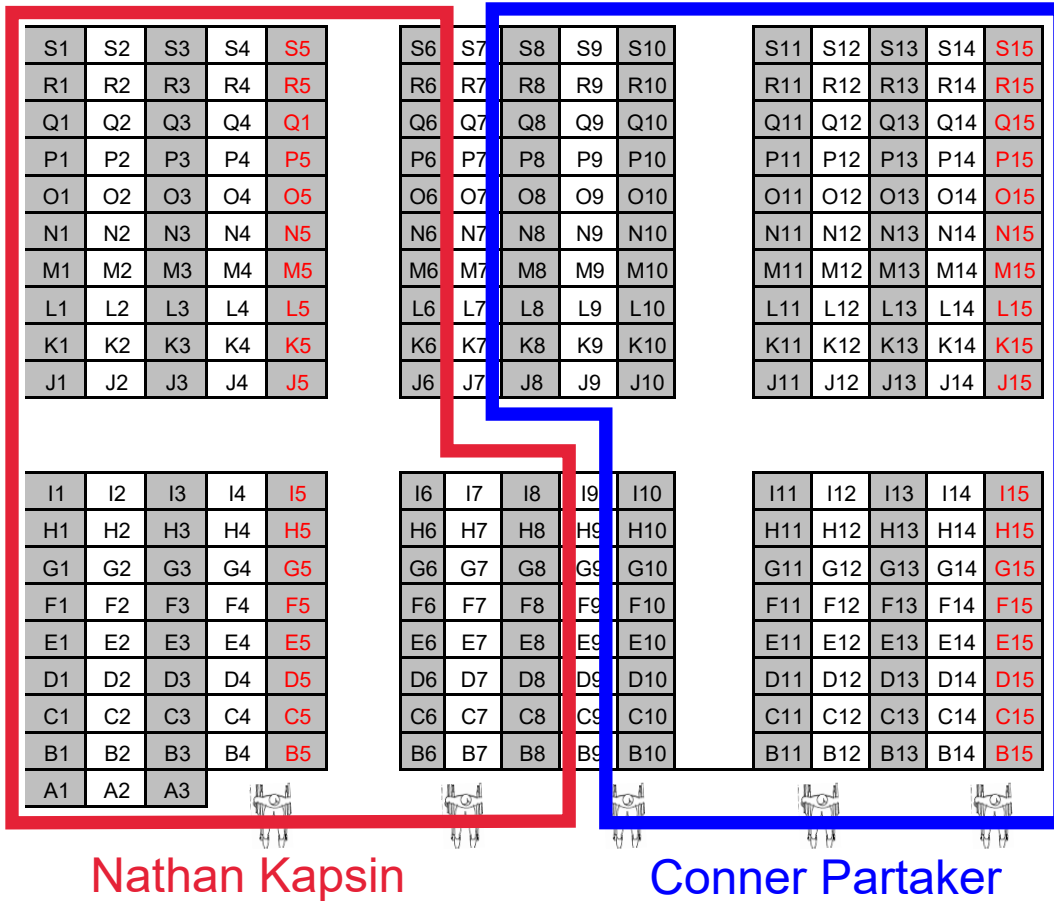 S1 S2 S3 S4 S5 S6 S7 S8 S9 S10 S11 S12 S13 S14 S15
R1 R2 R3 R4 R5 R6 R7 R8 R9 R10 R11 R12 R13 R14 R15
Q1 Q2 Q3 Q4 Q1 Q6 Q7 Q8 Q9 Q10 Q11 Q12 Q13 Q14 Q15
P1 P2 P3 P4 P5 P6 P7 P8 P9 P10 P11 P12 P13 P14 P15
O1 O2 O3 O4 O5 O6 O7 O8 O9 O10 O11 O12 O13 O14 O15
N1 N2 N3 N4 N5 N6 N7 N8 N9 N10 N11 N12 N13 N14 N15
M1 M2 M3 M4 M5 M6 M7 M8 M9 M10 M11 M12 M13 M14 M15
L1 L2 L3 L4 L5 L6 L7 L8 L9 L10 L11 L12 L13 L14 L15
K1 K2 K3 K4 K5 K6 K7 K8 K9 K10 K11 K12 K13 K14 K15
J1 J2 J3 J4 J5 J6 J7 J8 J9 J10 J11 J12 J13 J14 J15
I1 I2 I3 I4 I5 I6 I7 I8 I9 I10 I11 I12 I13 I14 I15
H1 H2 H3 H4 H5 H6 H7 H8 H9 H10 H11 H12 H13 H14 H15
G1 G2 G3 G4 G5 G6 G7 G8 G9 G10 G11 G12 G13 G14 G15
F1 F2 F3 F4 F5 F6 F7 F8 F9 F10 F11 F12 F13 F14 F15
E1 E2 E3 E4 E5 E6 E7 E8 E9 E10 E11 E12 E13 E14 E15
D1 D2 D3 D4 D5 D6 D7 D8 D9 D10 D11 D12 D13 D14 D15
C1 C2 C3 C4 C5 C6 C7 C8 C9 C10 C11 C12 C13 C14 C15
B1 B2 B3 B4 B5 B6 B7 B8 B9 B10 B11 B12 B13 B14 B15
A1 A2 A3
Nathan Kapsin Conner Partaker